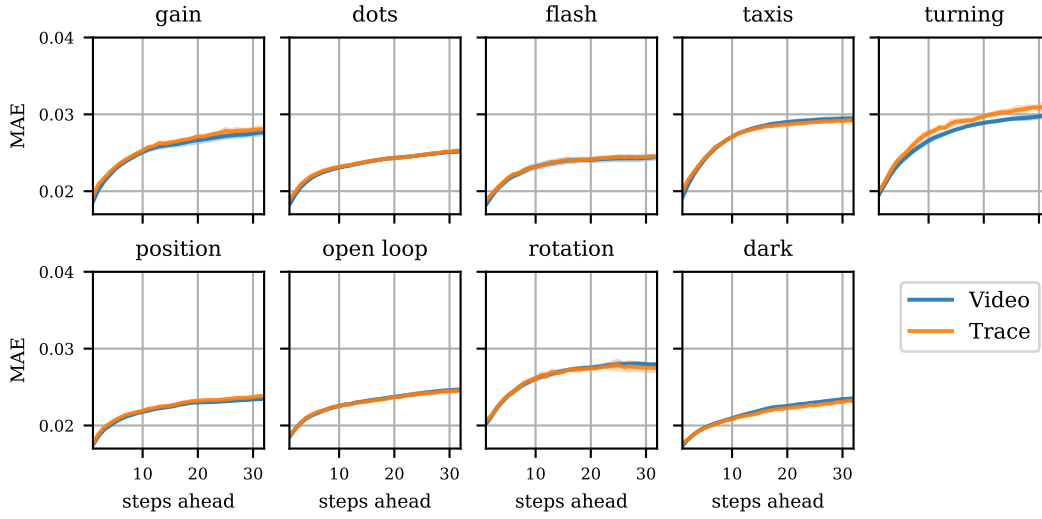 gain dots flash taxis turning
0.04
0.03
0.02
MAE
position open loop rotation dark
0.04
0.03
0.02
MAE
Video
Trace
10 20 30 10 20 30 10 20 30 10 20 30
steps ahead steps ahead steps ahead steps ahead